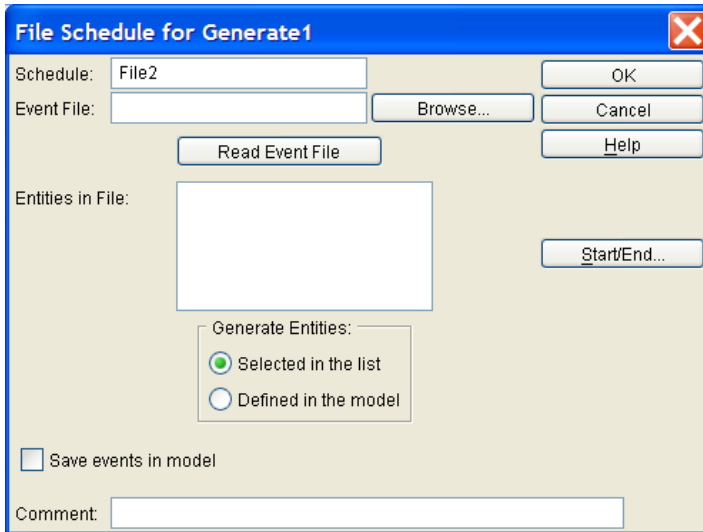 File Schedule for Generate1
Schedule: File2 OK
Event File: Browse... Cancel
Read Event File Help
Entities in File:
Start/End...
Generate Entities:
Selected in the list
Defined in the model
Save events in model
Comment: